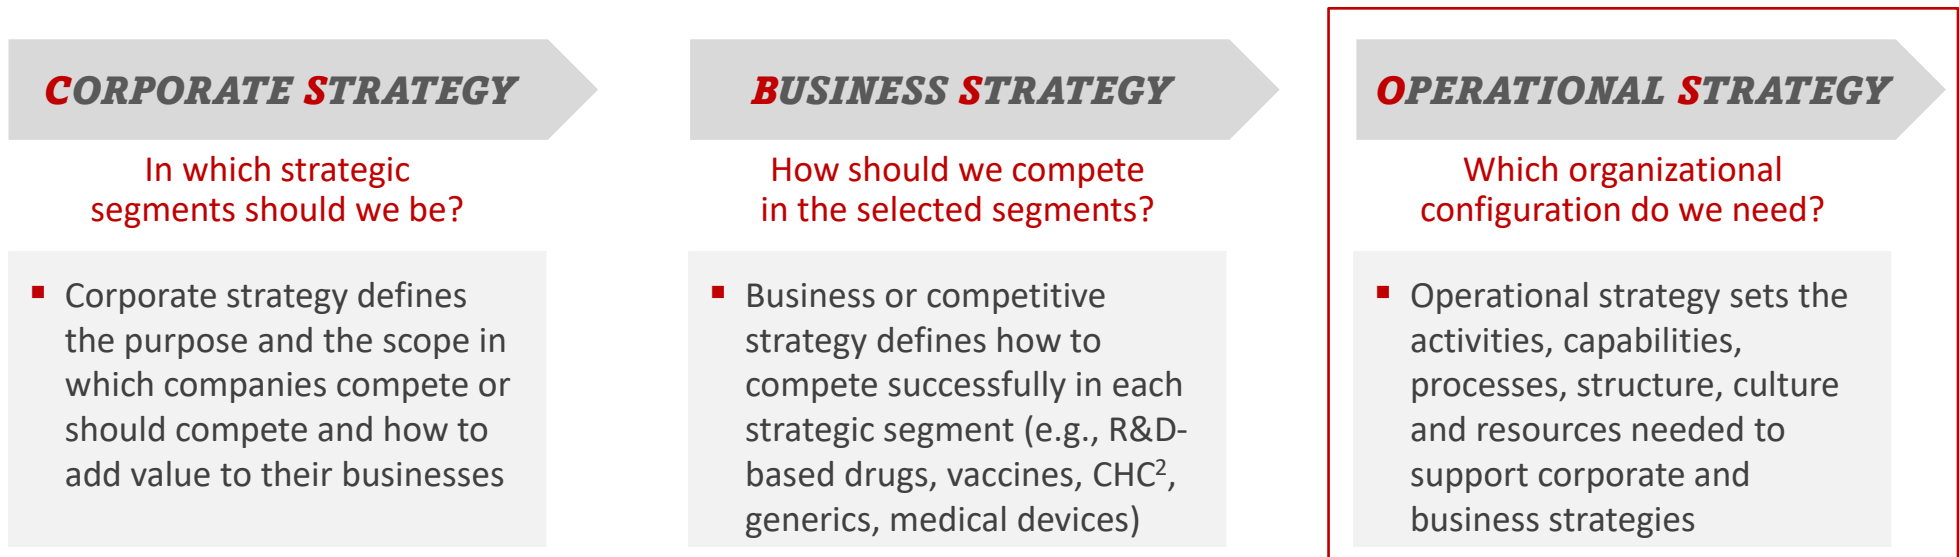 CORPORATE STRATEGY
In which strategic
segments should we be?
▪ Corporate strategy defines
the purpose and the scope in
which companies compete or
should compete and how to
add value to their businesses
BUSINESS STRATEGY
How should we compete
in the selected segments?
▪ Business or competitive
strategy defines how to
compete successfully in each
strategic segment (e.g., R&D-
based drugs, vaccines, CHC²,
generics, medical devices)
OPERATIONAL STRATEGY
Which organizational
configuration do we need?
▪ Operational strategy sets the
activities, capabilities,
processes, structure, culture
and resources needed to
support corporate and
business strategies